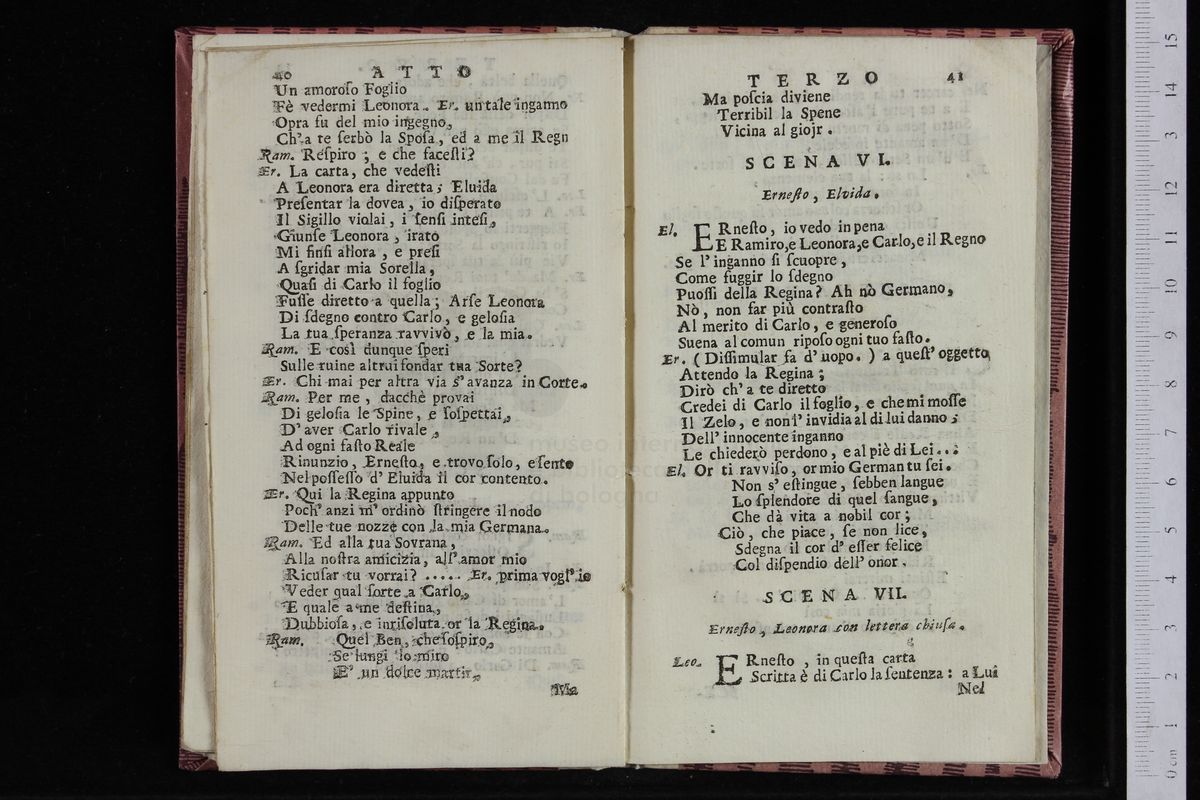 40 ATTO
Un amoroſo Foglio
Fè vedermi Leonora. Er. un tale inganno
Opra fu del mio ingegno,
Ch' a te ſerbò la Spoſa, ed a me il Regn
Ram. Reſpiro; e che faceſti?
Er. La carta, che vedeſti
A Leonora era diretta; Eluida
Preſentar la dovea, io diſperato
Il Sigillo violai, i ſenſi inteſi,
Giunſe Leonora, irato
Mi finſi allora, e preſi
A ſgridar mia Sorella,
Quaſi di Carlo il foglio
Fuſſe diretto a quella; Arſe Leonora
Di ſdegno contro Carlo, e geloſia
La tua ſperanza ravvivò, e la mia.
Ram. E così dunque ſperi
Sulle ruine altrui fondar tua Sorte?
Er. Chi mai per altra via s' avanza in Corte.
Ram. Per me, dacchè provai
Di geloſia le Spine, e ſoſpettai,
D' aver Carlo rivale,
Ad ogni faſto Reale
Rinunzio, Erneſto, e trovo ſolo, e ſento
Nel poſſeſſo d' Eluida il cor contento.
Er. Qui la Regina appunto
Poch' anzi m' ordinò ſtringere il nodo
Delle tue nozze con la mia Germana.
Ram. Ed alla tua Sovrana,
Alla noſtra amicizia, all' amor mio
Ricuſar tu vorrai? ..... Er. prima vogl' io
Veder qual ſorte a Carlo,
E quale a me deſtina,
Dubbioſa, e inriſoluta or la Regina.
Ram. Quel Ben, che ſoſpiro,
Se lungi io miro
E' un dolce martir,
Ma
TERZO 41
Ma poſcia diviene
Terribil la Spene
Vicina al giojr.
SCENA VI.
Erneſto, Elvida.
El. ERneſto, io vedo in pena
E Ramiro, e Leonora, e Carlo, e il Regno
Se l' inganno ſi ſcuopre,
Come fuggir lo ſdegno
Puoſſi della Regina? Ah nò Germano,
Nò, non far più contraſto
Al merito di Carlo, e generoſo
Suena al comun ripoſo ogni tuo faſto.
Er. (Diſſimular fa d' uopo.) a queſt' oggetto
Attendo la Regina;
Dirò ch' a te diretto
Credei di Carlo il foglio, e che mi moſſe
Il Zelo, e non l' invidia al di lui danno;
Dell' innocente inganno
Le chiederò perdono, e al piè di Lei...
El. Or ti ravviſo, or mio German tu ſei.
Non s' eſtingue, ſebben langue
Lo ſplendore di quel ſangue,
Che dà vita a nobil cor;
Ciò, che piace, ſe non lice,
Sdegna il cor d' eſſer felice
Col diſpendio dell' onor.
SCENA VII.
Erneſto, Leonora con lettera chiuſa.
Leo. ERneſto, in queſta carta
Scritta è di Carlo la ſentenza: a Lui
Nel